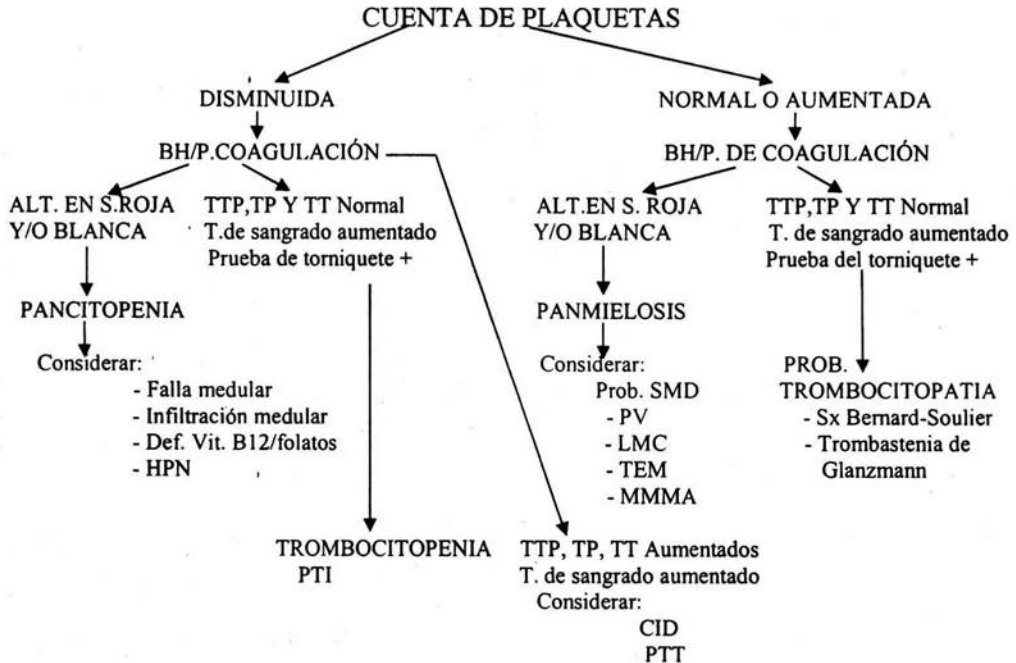 CUENTA DE PLAQUETAS
DISMINUIDA
NORMAL O AUMENTADA
BH/P.COAGULACIÓN
BH/P. DE COAGULACIÓN
ALT. EN S.ROJA
Y/O BLANCA
TTP,TP Y TT Normal
T.de sangrado aumentado
Prueba de torniquete +
ALT.EN S. ROJA
Y/O BLANCA
TTP,TP Y TT Normal
T. de sangrado aumentado
Prueba del torniquete +
PANCITOPENIA
Considerar:
- Falla medular
- Infiltración medular
- Def. Vit. B12/folatos
- HPN
PANMIELOSIS
Considerar:
Prob. SMD
- PV
- LMC
- TEM
- MMMA
PROB.
TROMBOCITOPATIA
- Sx Bernard-Soulier
- Trombastenia de
Glanzmann
TROMBOCITOPENIA
PTI
TTP, TP, TT Aumentados
T. de sangrado aumentado
Considerar:
CID
PTT